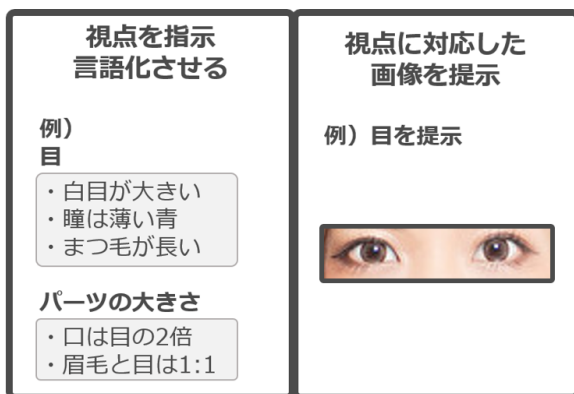 視点を指示
言語化させる
例）
目
・白目が大きい
・瞳は薄い青
・まつ毛が長い
パーツの大きさ
・口は目の2倍
・眉毛と目は1:1
視点に対応した
画像を提示
例）目を提示